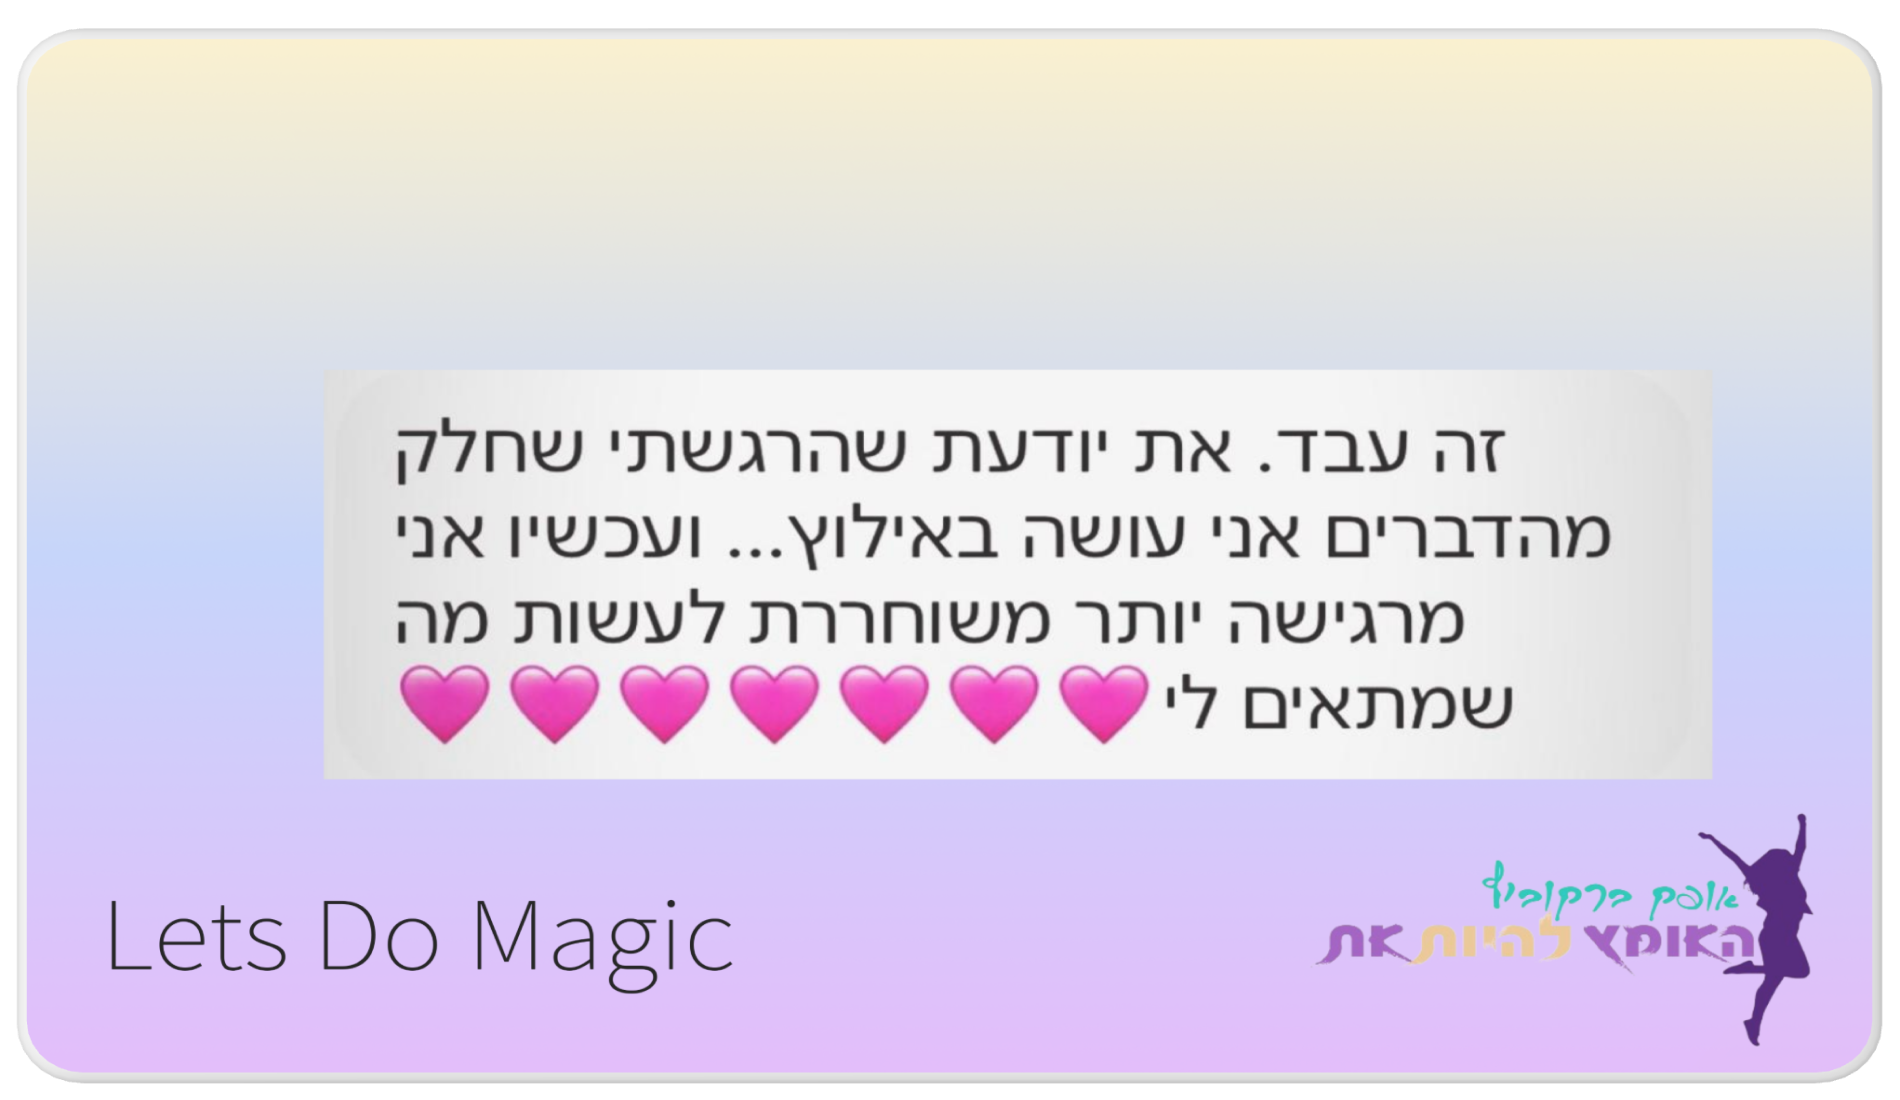 זה עבד. את יודעת שהרגשתי שחלק
מהדברים אני עושה באילוץ... ועכשיו אני
מרגישה יותר משוחררת לעשות מה
שמתאים לי 🩷🩷🩷🩷🩷🩷🩷
אופק ברקוביץ
האומץ להיות את
Lets Do Magic